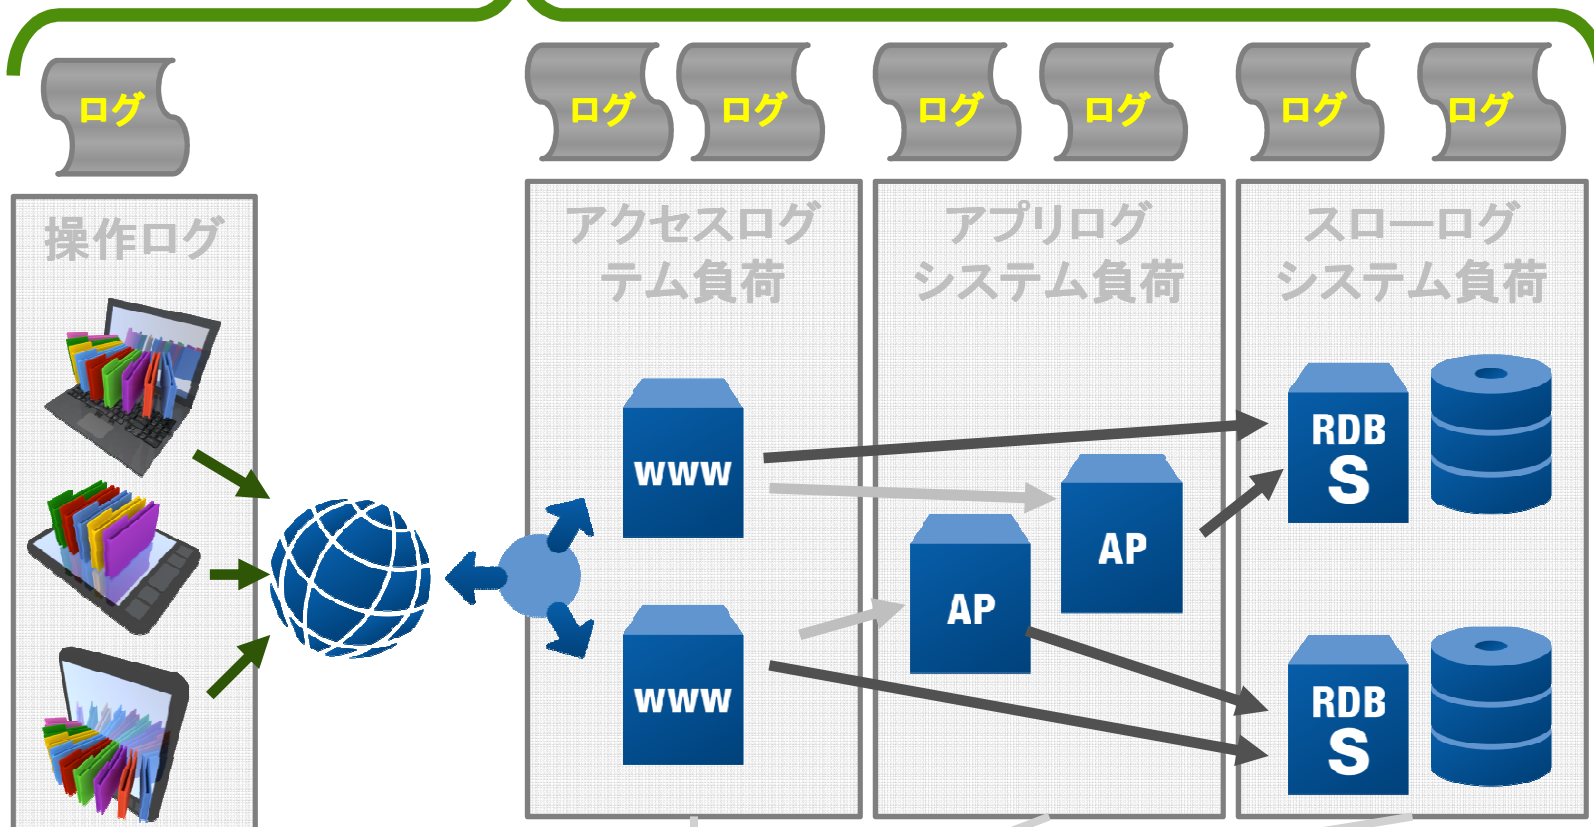 ログ
ログ
ログ
ログ
ログ
ログ
ログ
操作ログ
アクセスログ
テム負荷
アプリログ
システム負荷
スローログ
システム負荷
www
www
AP
AP
RDB
S
RDB
S